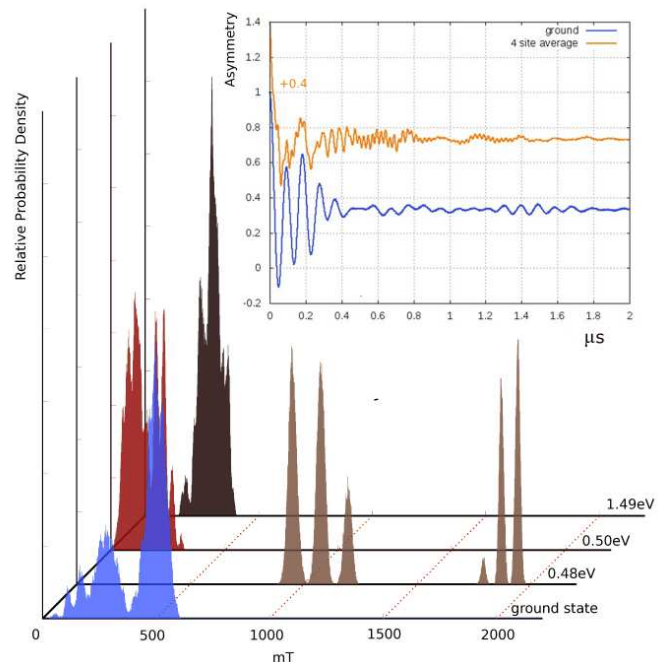 Relative Probability Density
Asymmetry
1.4
1.2
1
0.8
0.6
0.4
0.2
0
-0.2
ground
4 site average
+0.4
0
0.2
0.4
0.6
0.8
1
1.2
1.4
1.6
1.8
2
μs
1.49eV
0.50eV
0.48eV
ground state
0
500
1000
1500
2000
mT